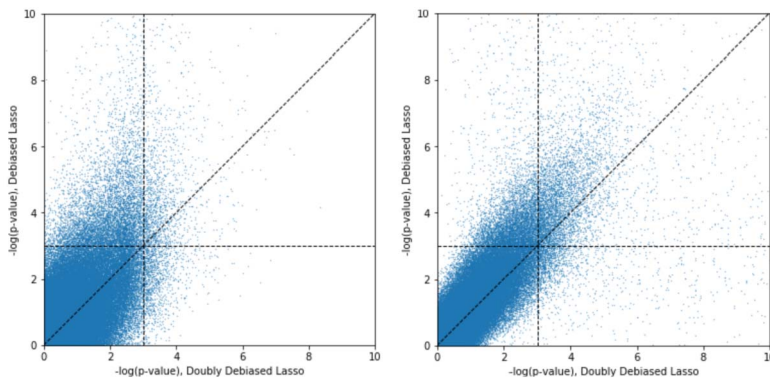 10
8
6
4
2
0
-log(p-value), Debiased Lasso
0 2 4 6 8 10
-log(p-value), Doubly Debiased Lasso
10
8
6
4
2
0
-log(p-value), Debiased Lasso
0 2 4 6 8 10
-log(p-value), Doubly Debiased Lasso